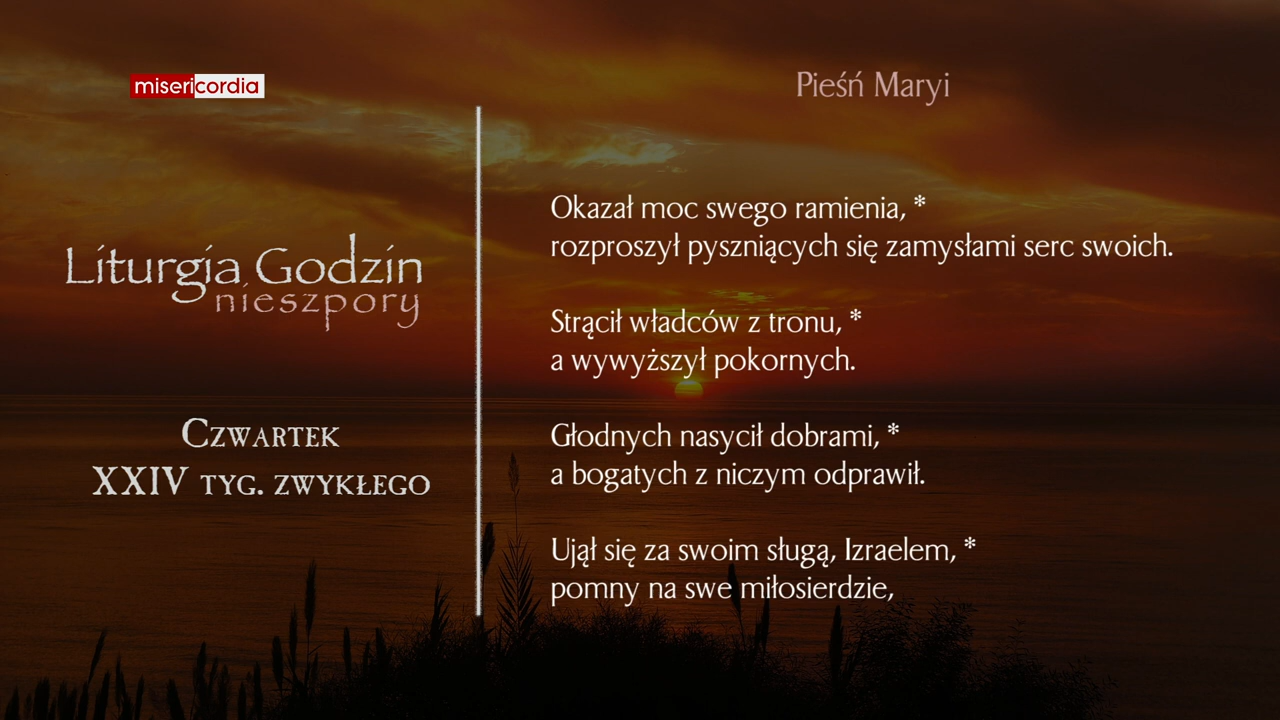 misericordia
Pieśń Maryi
Liturgia Godzin
nieszpory
Czwartek
XXIV tyg. zwykłego
Okazał moc swego ramienia, *
rozproszył pyszniących się zamysłami serc swoich.
Strącił władców z tronu, *
a wywyższył pokornych.
Głodnych nasycił dobrami, *
a bogatych z niczym odprawił.
Ujął się za swoim sługą, Izraelem, *
pomny na swe miłosierdzie,